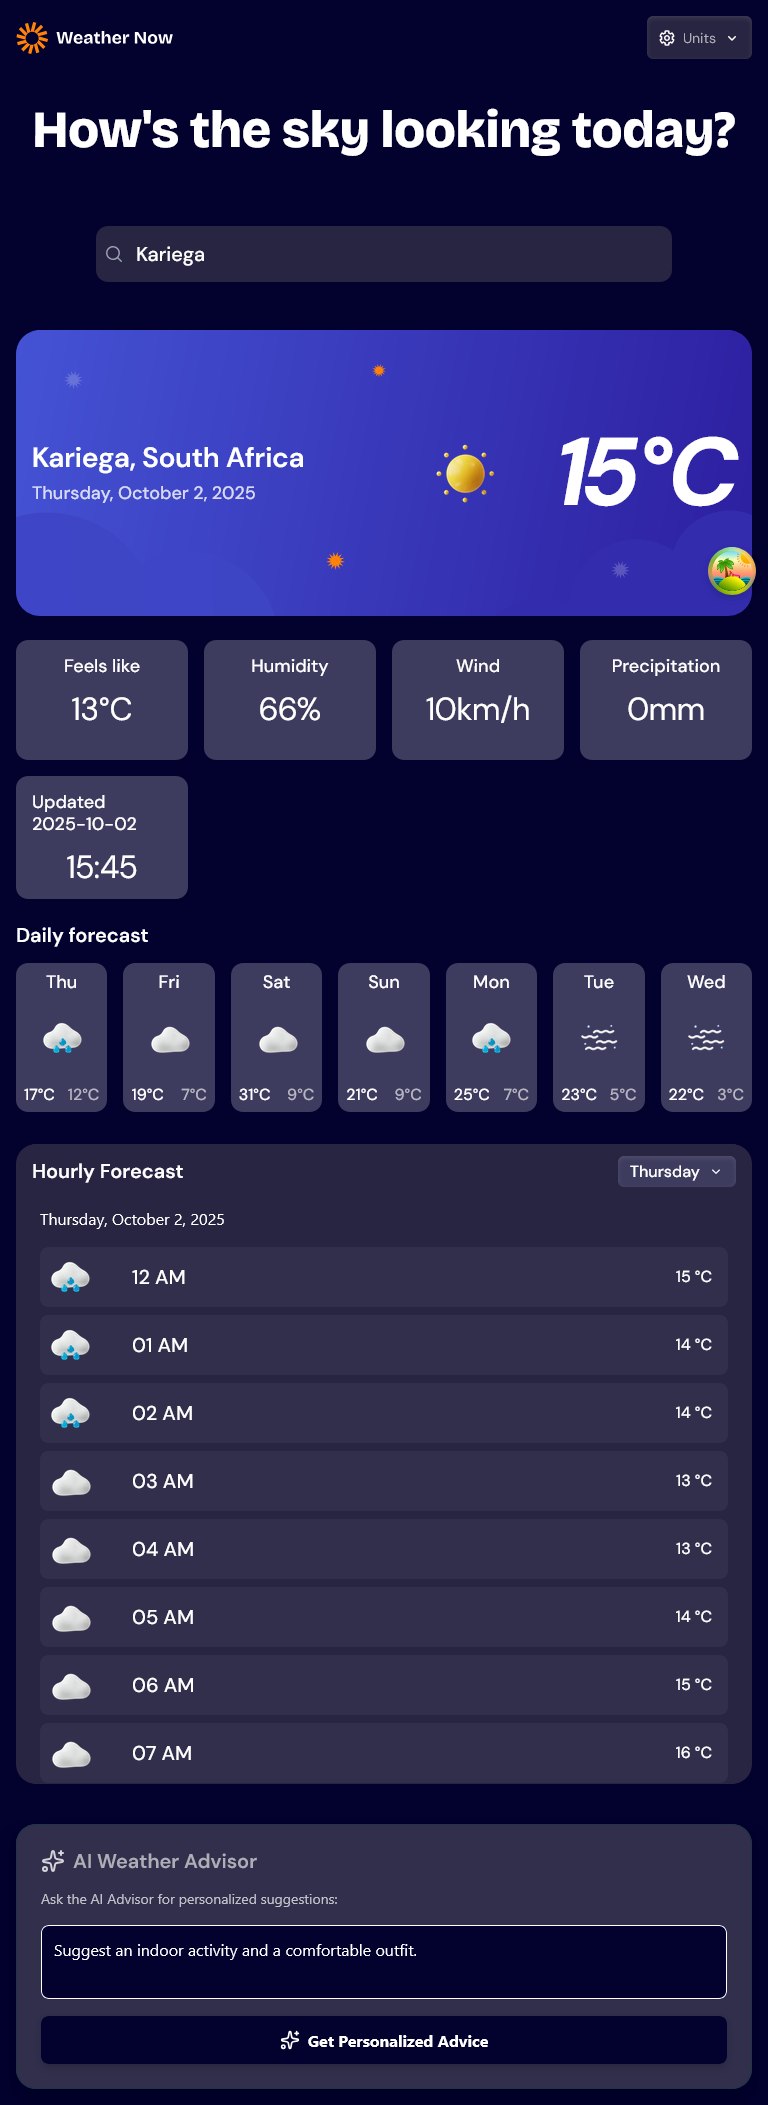 Weather Now
Units
How's the sky looking today?
Kariega
Kariega, South Africa
Thursday, October 2, 2025
15°C
Feels like
13°C
Humidity
66%
Wind
10km/h
Precipitation
0mm
Updated
2025-10-02
15:45
Daily forecast
Thu
17°C 12°C
Fri
19°C 7°C
Sat
31°C 9°C
Sun
21°C 9°C
Mon
25°C 7°C
Tue
23°C 5°C
Wed
22°C 3°C
Hourly Forecast
Thursday
Thursday, October 2, 2025
12 AM 15 °C
01 AM 14 °C
02 AM 14 °C
03 AM 13 °C
04 AM 13 °C
05 AM 14 °C
06 AM 15 °C
07 AM 16 °C
AI Weather Advisor
Ask the AI Advisor for personalized suggestions:
Suggest an indoor activity and a comfortable outfit.
Get Personalized Advice